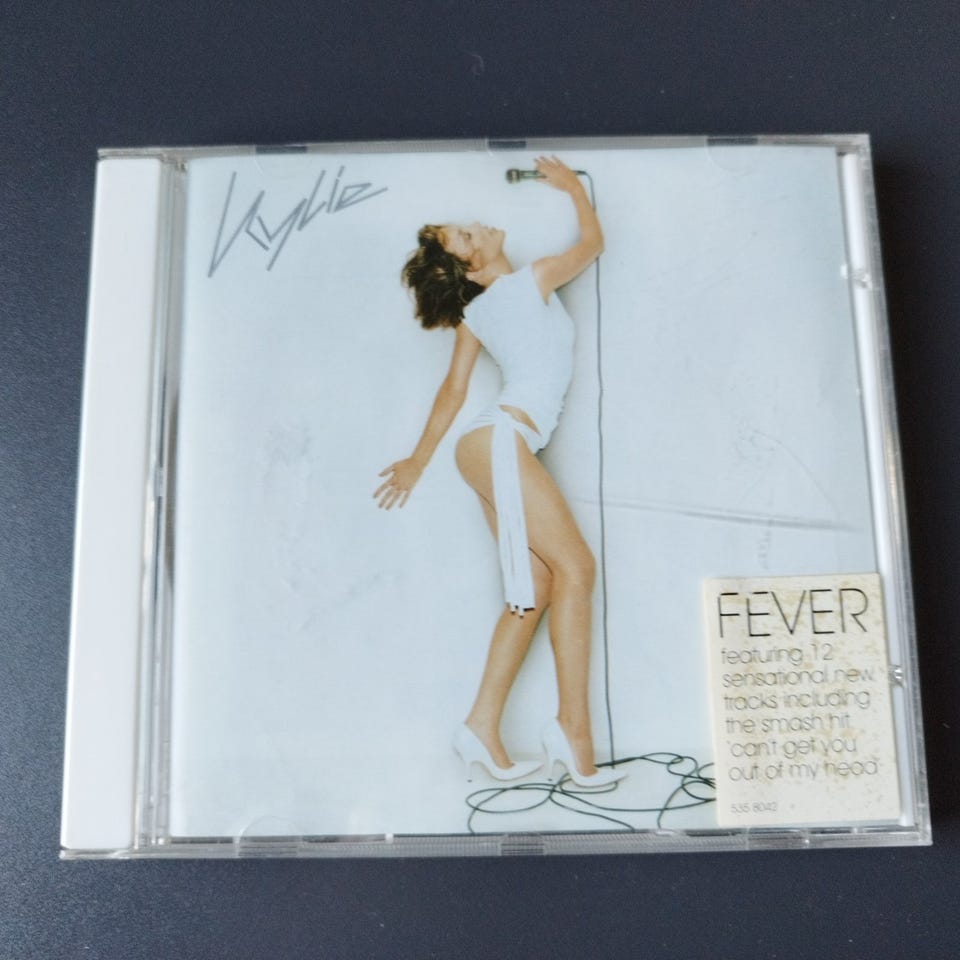 Kylie
FEVER
featuring 12
sensational new
tracks including
the smash hit
'can't get you
out of my head'
535 8042